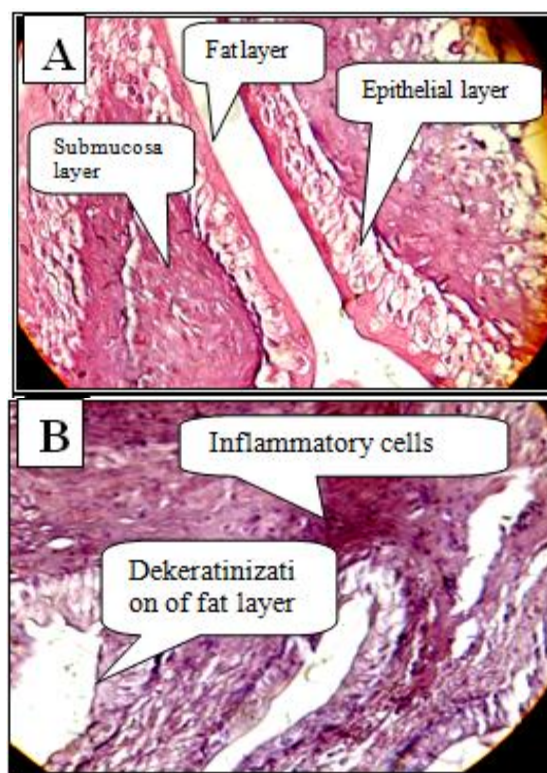 A
Fat layer
Epithelial layer
Submucosa
layer
B
Inflammatory cells
Dekeratinizati
on of fat layer